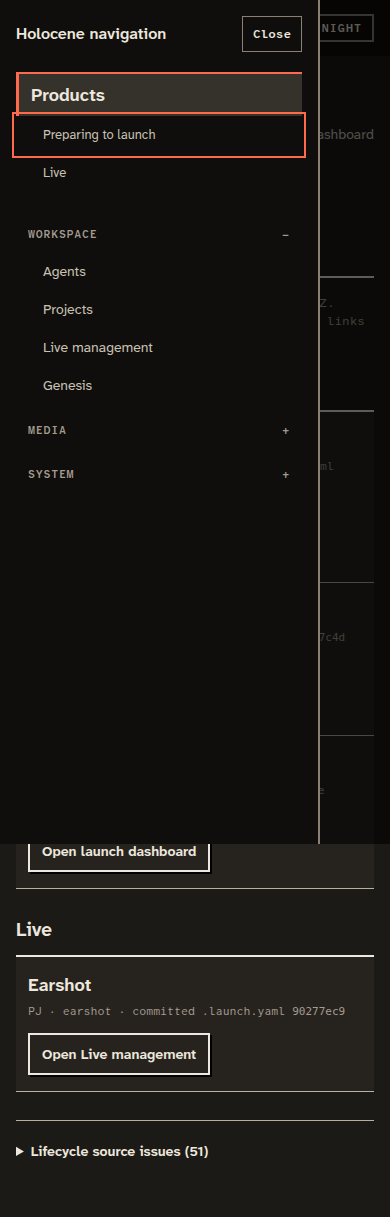 Holocene navigation
Close
NIGHT
Products
Preparing to launch
ashboard
Live
WORKSPACE −
Agents
Projects
Z.
links
Live management
Genesis
MEDIA +
ml
SYSTEM +
7c4d
e
Open launch dashboard
Live
Earshot
PJ · earshot · committed .launch.yaml 90277ec9
Open Live management
▶ Lifecycle source issues (51)